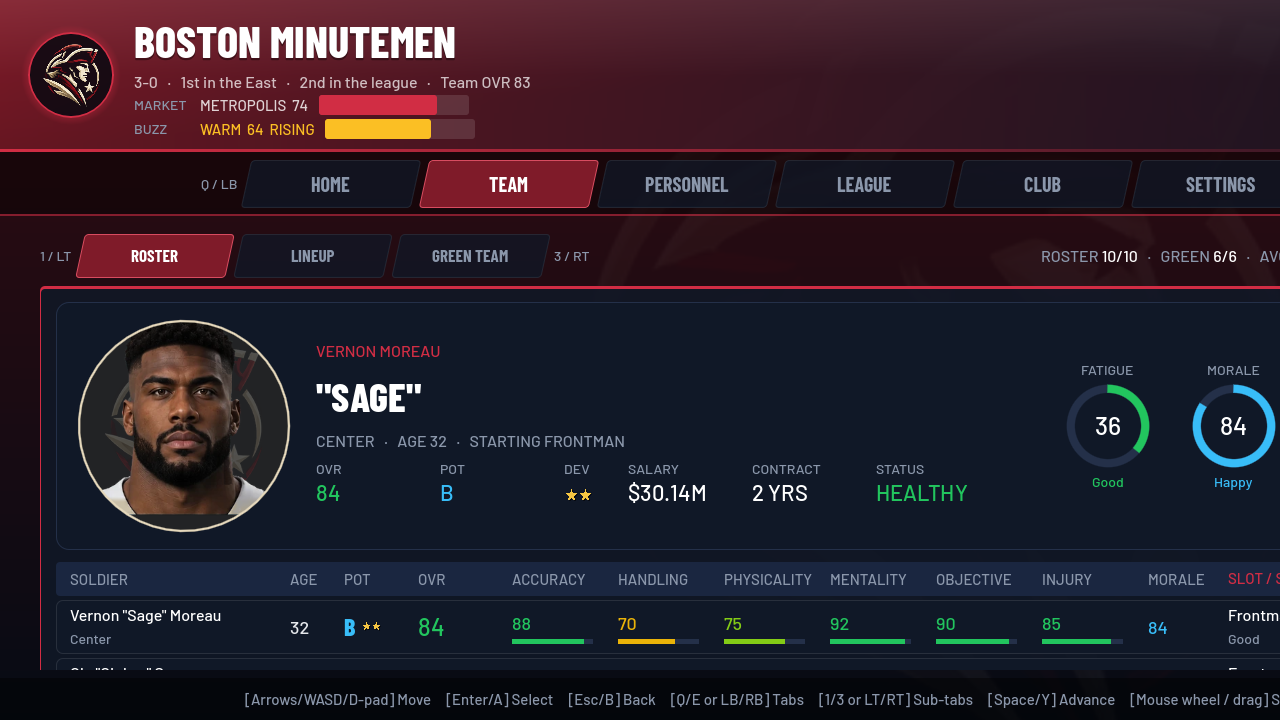 BOSTON MINUTEMEN
3-0 · 1st in the East · 2nd in the league · Team OVR 83
MARKET METROPOLIS 74
BUZZ WARM 64 RISING
Q / LB HOME TEAM PERSONNEL LEAGUE CLUB SETTINGS
1 / LT ROSTER LINEUP GREEN TEAM 3 / RT ROSTER 10/10 · GREEN 6/6 ·
VERNON MOREAU
"SAGE"
CENTER · AGE 32 · STARTING FRONTMAN
OVR POT DEV SALARY CONTRACT STATUS
84 B $30.14M 2 YRS HEALTHY
FATIGUE MORALE
36 84
Good Happy
SOLDIER AGE POT OVR ACCURACY HANDLING PHYSICALITY MENTALITY OBJECTIVE INJURY MORALE SLOT /
Vernon "Sage" Moreau 32 B 84 88 70 75 92 90 85 84
Center Good
[Arrows/WASD/D-pad] Move [Enter/A] Select [Esc/B] Back [Q/E or LB/RB] Tabs [1/3 or LT/RT] Sub-tabs [Space/Y] Advance [Mouse wheel / drag]